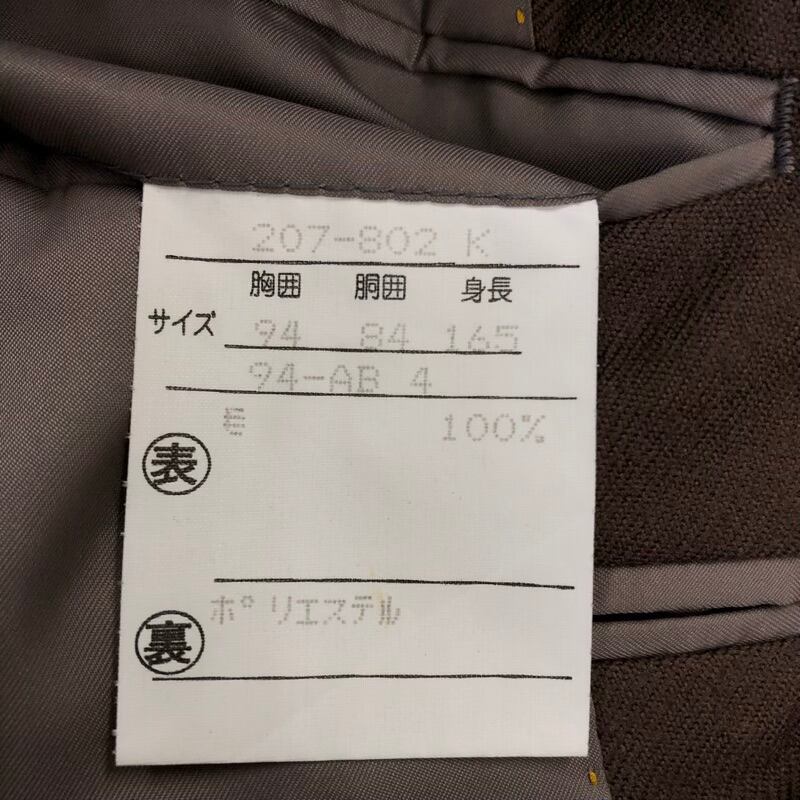 207-802 K
胸囲 胴囲 身長
サイズ 94 84 165
94-AB 4
毛 100%
表
ポリエステル
裏